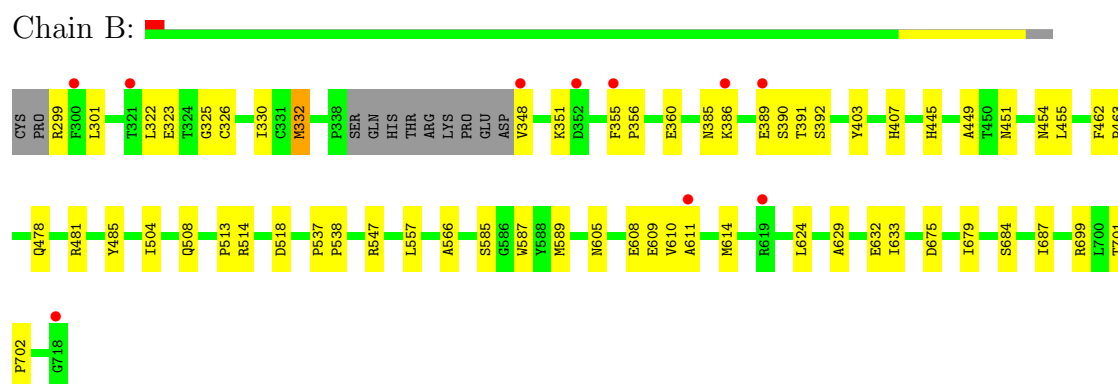 Chain B:
CYS PRO R299 F300 L301 T321 L322 E323 T324 G325 C326 I330 C331 M332 P338 SER GLN HIS THR ARG LYS PRO GLU ASP V348 K351 D352 F355 P356 E360 N385 K386 E389 S390 T391 S392 Y403 H407 H445 A449 T450 N451 N454 L455 F462
Q478 R481 Y485 I504 Q508 P513 R514 D518 P537 P538 R547 L557 A566 S585 G586 W587 Y588 M589 N605 E608 E609 V610 A611 M614 R619 L624 A629 E632 I633 D675 I679 S684 I687 R699 L700 T701
P702 G718